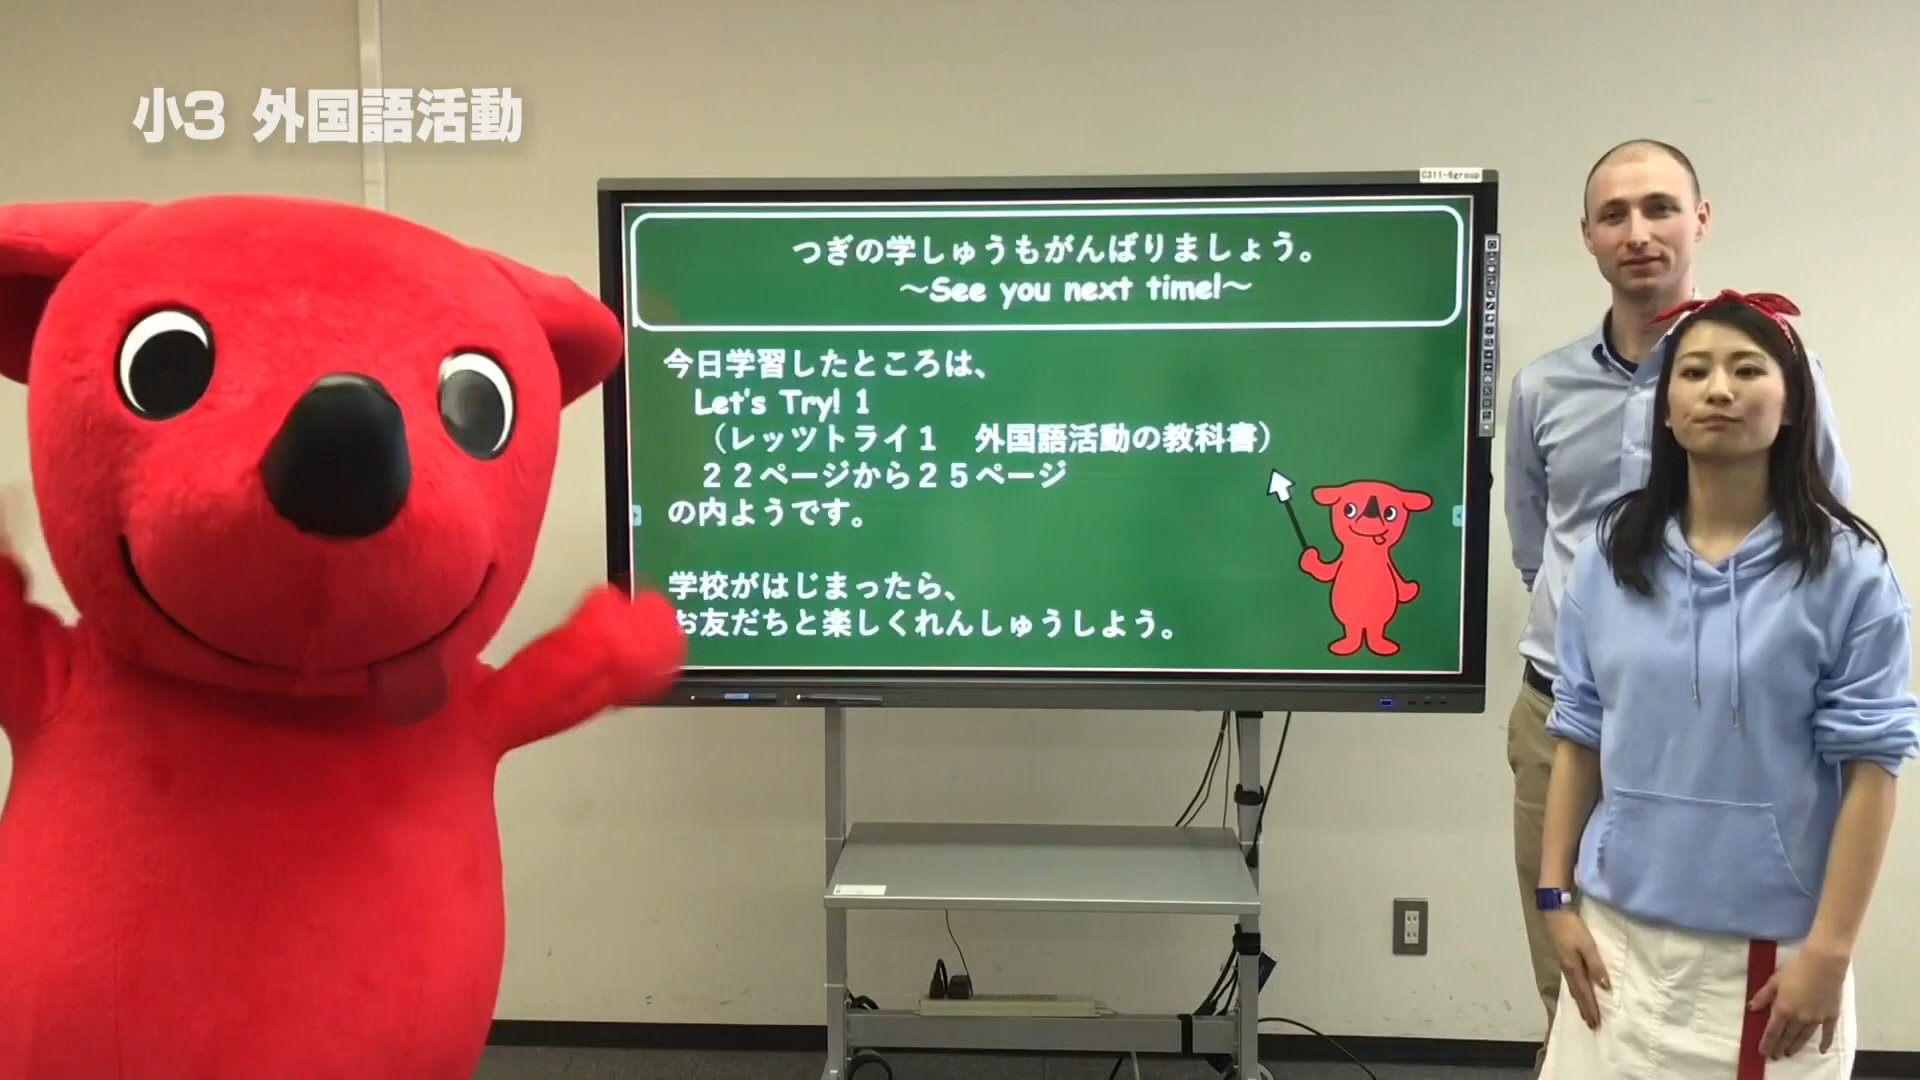 小3 外国語活動
C311-6group
つぎの学しゅうもがんばりましょう。
～See you next time!～
今日学習したところは、
Let's Try! 1
（レッツトライ１　外国語活動の教科書）
２２ページから２５ページ
の内ようです。
学校がはじまったら、
お友だちと楽しくれんしゅうしよう。